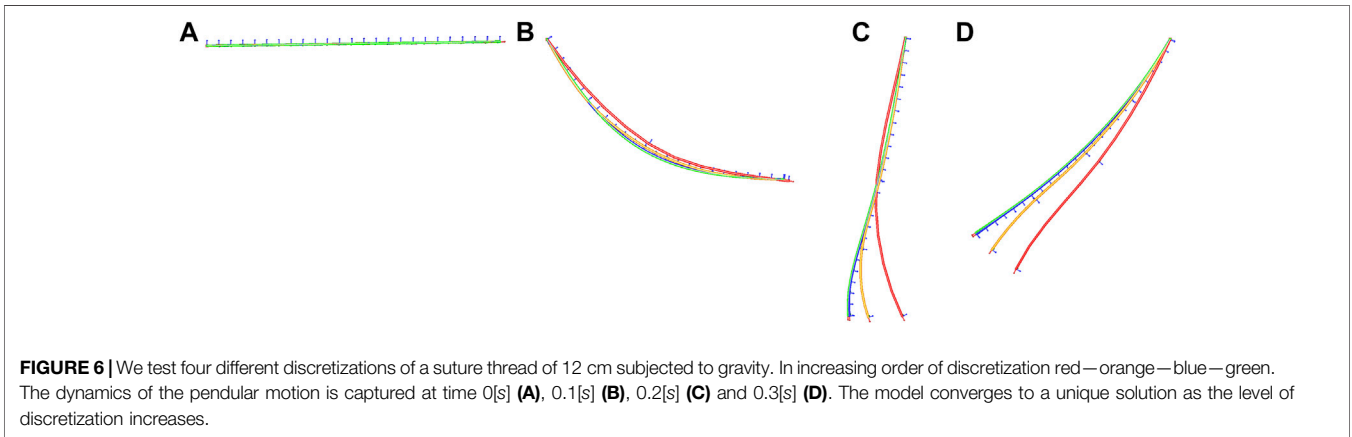 A B C D
FIGURE 6 | We test four different discretizations of a suture thread of 12 cm subjected to gravity. In increasing order of discretization red—orange—blue—green.
The dynamics of the pendular motion is captured at time 0[s] (A), 0.1[s] (B), 0.2[s] (C) and 0.3[s] (D). The model converges to a unique solution as the level of
discretization increases.